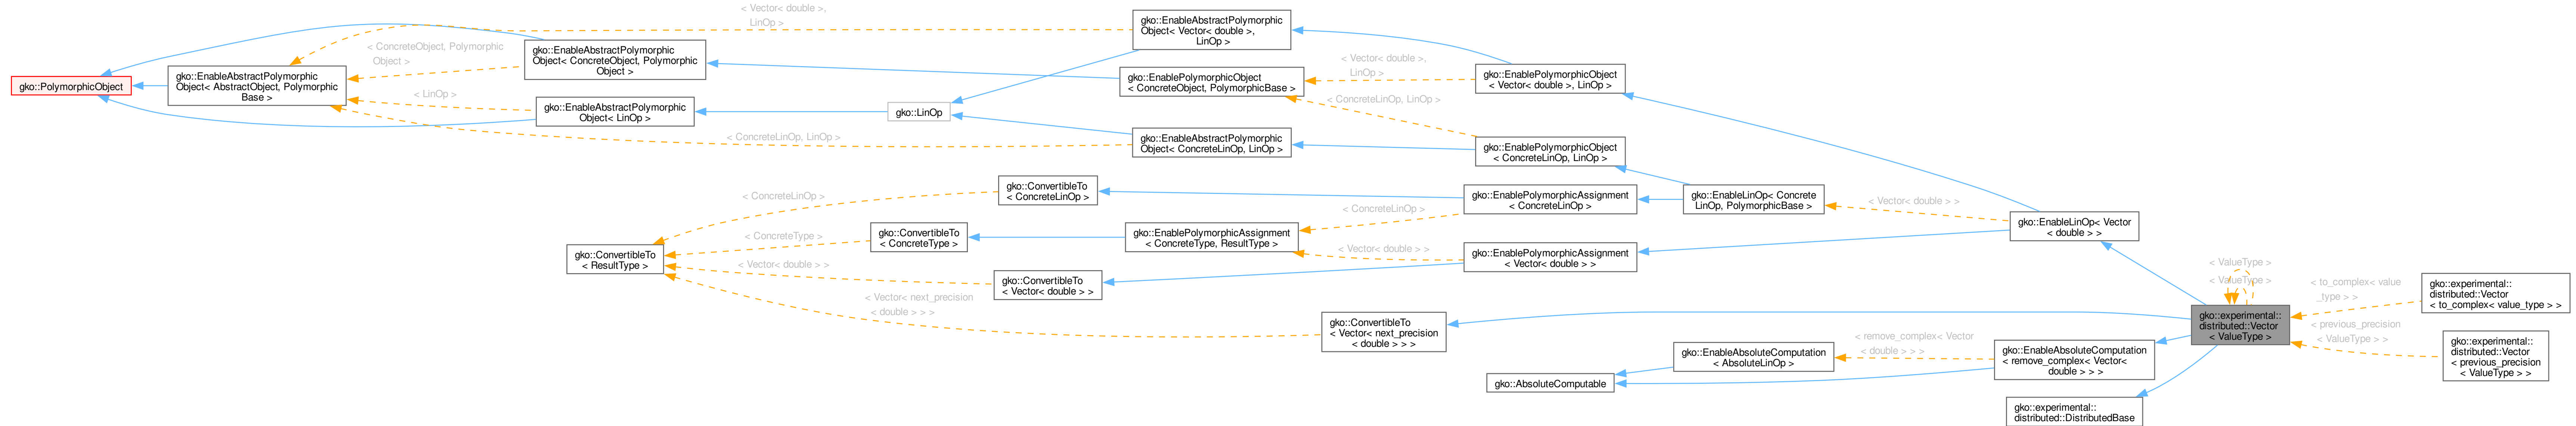 gko::PolymorphicObject
gko::EnableAbstractPolymorphic
Object< AbstractObject, Polymorphic
Base >
< Vector< double >,
LinOp >
< ConcreteObject, Polymorphic
Object >
gko::EnableAbstractPolymorphic
Object< ConcreteObject, Polymorphic
Object >
< LinOp >
gko::EnableAbstractPolymorphic
Object< LinOp >
< ConcreteLinOp, LinOp >
gko::LinOp
gko::EnableAbstractPolymorphic
Object< Vector< double >,
LinOp >
gko::EnablePolymorphicObject
< ConcreteObject, PolymorphicBase >
gko::EnableAbstractPolymorphic
Object< ConcreteLinOp, LinOp >
< Vector< double >,
LinOp >
< ConcreteLinOp, LinOp >
gko::EnablePolymorphicObject
< Vector< double >, LinOp >
gko::EnablePolymorphicObject
< ConcreteLinOp, LinOp >
gko::ConvertibleTo
< ResultType >
< ConcreteLinOp >
< ConcreteType >
< Vector< double > >
< Vector< next_precision
< double > > >
gko::ConvertibleTo
< ConcreteLinOp >
gko::ConvertibleTo
< ConcreteType >
gko::ConvertibleTo
< Vector< double > >
gko::EnablePolymorphicAssignment
< ConcreteType, ResultType >
gko::ConvertibleTo
< Vector< next_precision
< double > > >
< ConcreteLinOp >
< Vector< double > >
gko::EnablePolymorphicAssignment
< ConcreteLinOp >
gko::EnablePolymorphicAssignment
< Vector< double > >
gko::EnableLinOp< Concrete
LinOp, PolymorphicBase >
< Vector< double > >
gko::EnableLinOp< Vector
< double > >
gko::AbsoluteComputable
gko::EnableAbsoluteComputation
< AbsoluteLinOp >
< remove_complex< Vector
< double > > >
gko::EnableAbsoluteComputation
< remove_complex< Vector<
double > > >
gko::experimental::
distributed::DistributedBase
< ValueType >
< ValueType >
gko::experimental::
distributed::Vector
< ValueType >
< to_complex< value
_type > >
< previous_precision
< ValueType > >
gko::experimental::
distributed::Vector
< to_complex< value_type > >
gko::experimental::
distributed::Vector
< previous_precision
< ValueType > >